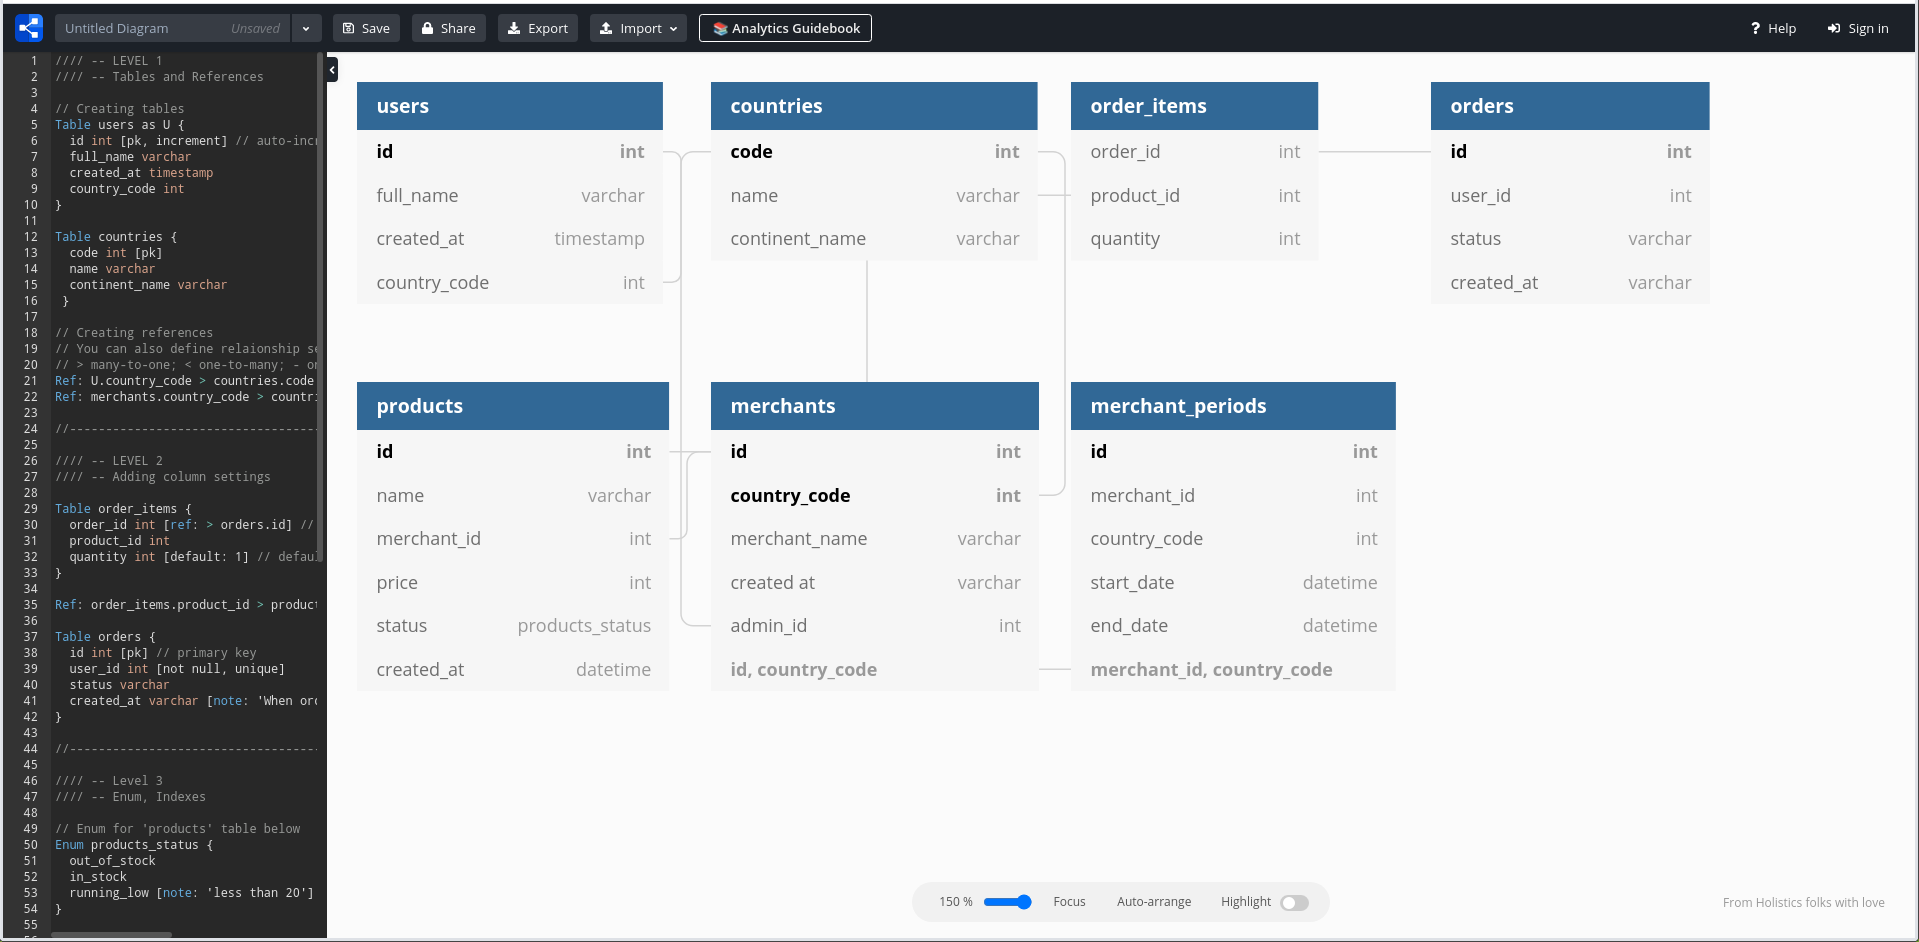 Untitled Diagram Unsaved Save Share Export Import 📚 Analytics Guidebook ? Help Sign in
1 //// -- LEVEL 1
2 //// -- Tables and References
3
4 // Creating tables
5 Table users as U {
6 id int [pk, increment] // auto-incr
7 full_name varchar
8 created_at timestamp
9 country_code int
10 }
11
12 Table countries {
13 code int [pk]
14 name varchar
15 continent_name varchar
16 }
17
18 // Creating references
19 // You can also define relaionship se
20 // > many-to-one; < one-to-many; - on
21 Ref: U.country_code > countries.code
22 Ref: merchants.country_code > countri
23
24 //----------------------------------
25
26 //// -- LEVEL 2
27 //// -- Adding column settings
28
29 Table order_items {
30 order_id int [ref: > orders.id] //
31 product_id int
32 quantity int [default: 1] // defau
33 }
34
35 Ref: order_items.product_id > product
36
37 Table orders {
38 id int [pk] // primary key
39 user_id int [not null, unique]
40 status varchar
41 created_at varchar [note: 'When ord
42 }
43
44 //----------------------------------
45
46 //// -- Level 3
47 //// -- Enum, Indexes
48
49 // Enum for 'products' table below
50 Enum products_status {
51 out_of_stock
52 in_stock
53 running_low [note: 'less than 20']
54 }
55
users
id int
full_name varchar
created_at timestamp
country_code int
countries
code int
name varchar
continent_name varchar
order_items
order_id int
product_id int
quantity int
orders
id int
user_id int
status varchar
created_at varchar
products
id int
name varchar
merchant_id int
price int
status products_status
created_at datetime
merchants
id int
country_code int
merchant_name varchar
created at varchar
admin_id int
id, country_code
merchant_periods
id int
merchant_id int
country_code int
start_date datetime
end_date datetime
merchant_id, country_code
150 % Focus Auto-arrange Highlight
From Holistics folks with love